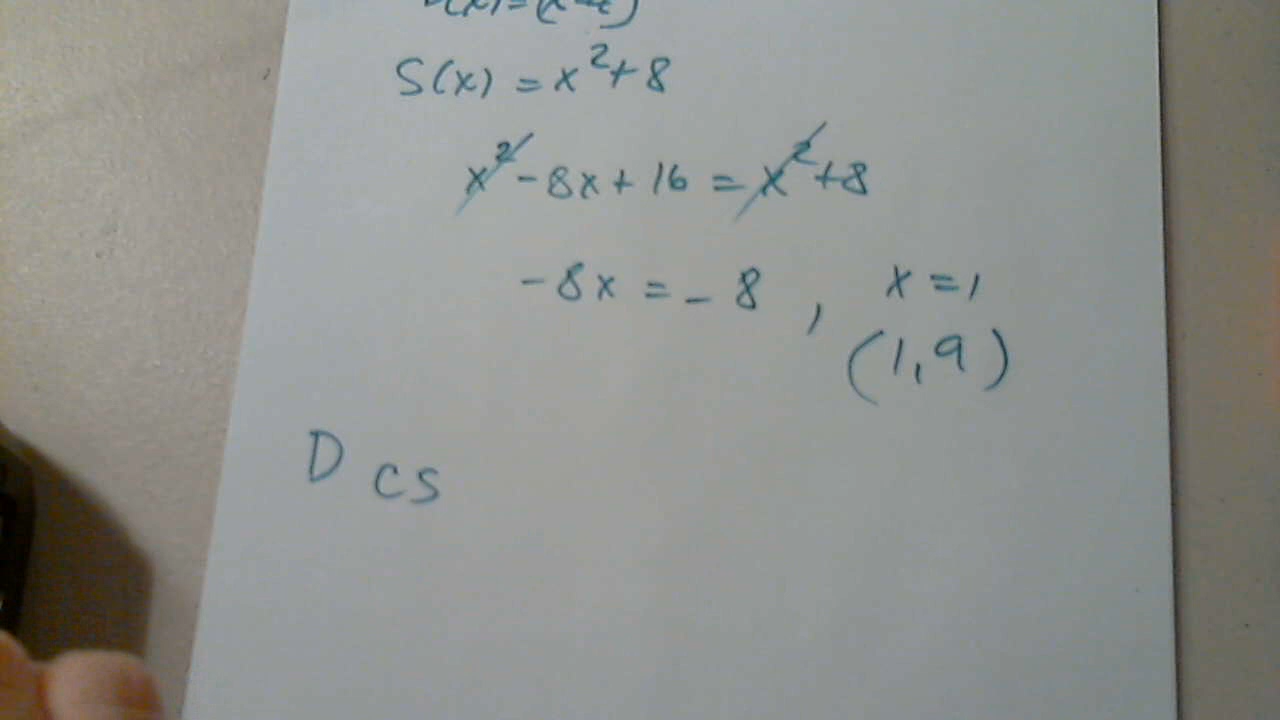 S(x) = x²+8
x² - 8x + 16 = x² + 8
-8x = -8 , x = 1
(1,9)
D CS